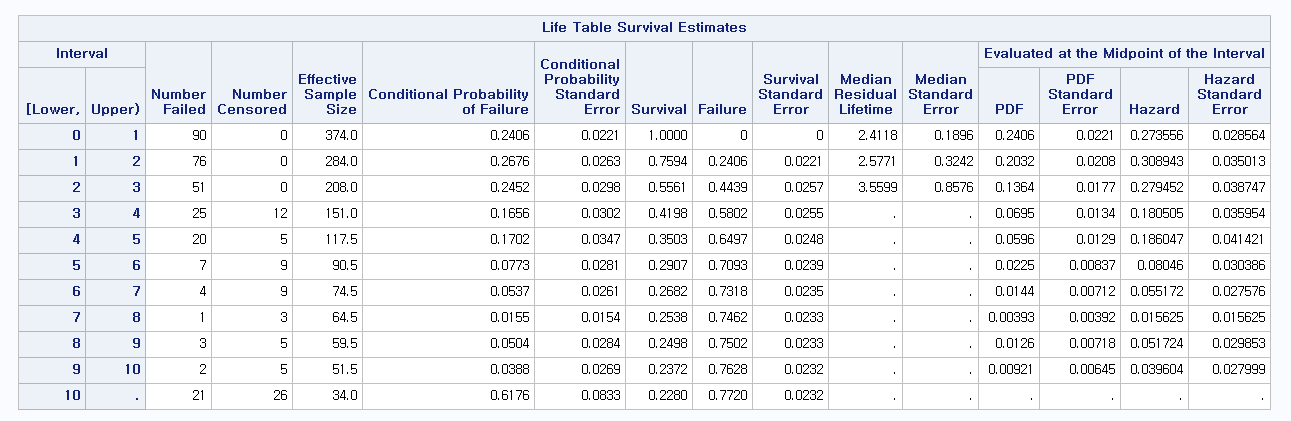 Life Table Survival Estimates
Interval Evaluated at the Midpoint of the Interval
[Lower, Upper) Number Failed Number Censored Effective Sample Size Conditional Probability of Failure Conditional Probability Standard Error Survival Failure Survival Standard Error Median Residual Lifetime Median Standard Error PDF PDF Standard Error Hazard Hazard Standard Error
0 1 90 0 374.0 0.2406 0.0221 1.0000 0 0 2.4118 0.1896 0.2406 0.0221 0.273556 0.028564
1 2 76 0 284.0 0.2676 0.0263 0.7594 0.2406 0.0221 2.5771 0.3242 0.2032 0.0208 0.308943 0.035013
2 3 51 0 208.0 0.2452 0.0298 0.5561 0.4439 0.0257 3.5599 0.8576 0.1364 0.0177 0.279452 0.038747
3 4 25 12 151.0 0.1656 0.0302 0.4198 0.5802 0.0255 . . 0.0695 0.0134 0.180505 0.035954
4 5 20 5 117.5 0.1702 0.0347 0.3503 0.6497 0.0248 . . 0.0596 0.0129 0.186047 0.041421
5 6 7 9 90.5 0.0773 0.0281 0.2907 0.7093 0.0239 . . 0.0225 0.00837 0.08046 0.030386
6 7 4 9 74.5 0.0537 0.0261 0.2682 0.7318 0.0235 . . 0.0144 0.00712 0.055172 0.027576
7 8 1 3 64.5 0.0155 0.0154 0.2538 0.7462 0.0233 . . 0.00393 0.00392 0.015625 0.015625
8 9 3 5 59.5 0.0504 0.0284 0.2498 0.7502 0.0233 . . 0.0126 0.00718 0.051724 0.029853
9 10 2 5 51.5 0.0388 0.0269 0.2372 0.7628 0.0232 . . 0.00921 0.00645 0.039604 0.027999
10 . 21 26 34.0 0.6176 0.0833 0.2280 0.7720 0.0232 . . . . . .